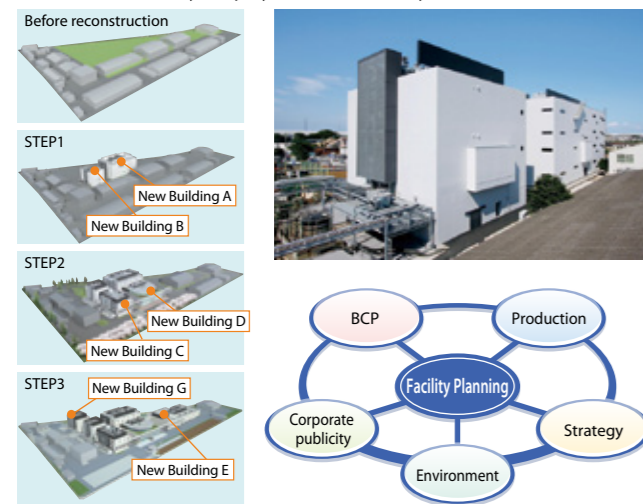 Before reconstruction
STEP1
New Building A
New Building B
STEP2
New Building D
New Building C
STEP3
New Building G
New Building E
BCP
Production
Facility Planning
Corporate
publicity
Strategy
Environment